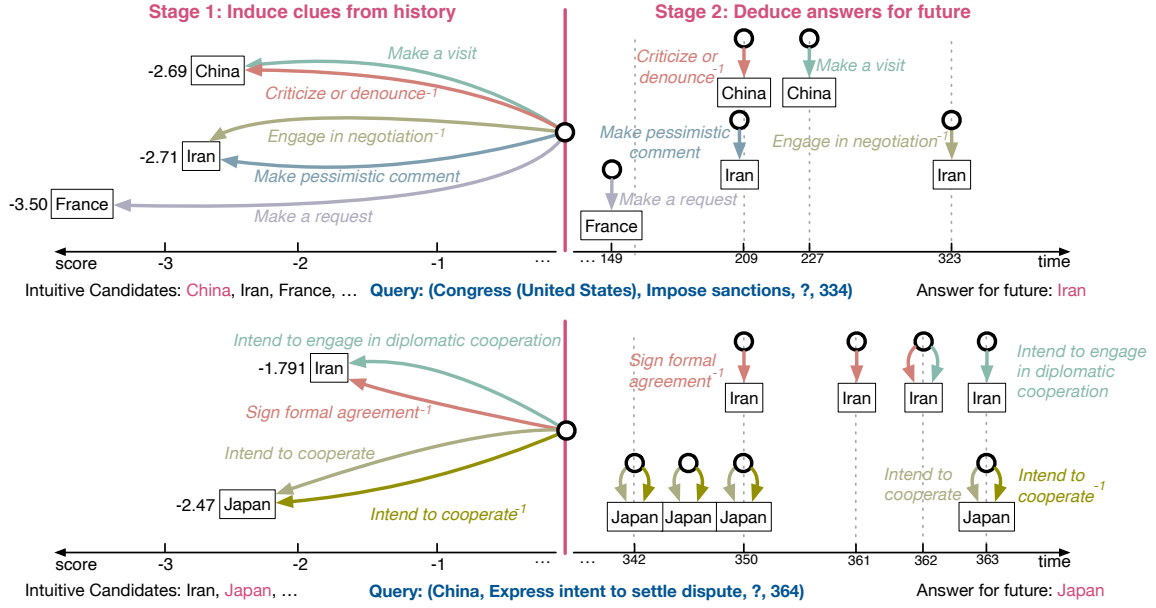 Stage 1: Induce clues from history
Stage 2: Deduce answers for future
-2.69 China
Make a visit
Criticize or denounce-1
Engage in negotiation-1
-2.71 Iran
Make pessimistic comment
-3.50 France
Make a request
score
-3
-2
-1
...
Criticize or
denounce-1
China
Make a visit
China
Make pessimistic
comment
Iran
Engage in negotiation-1
Iran
Make a request
France
... 149
209
227
323
time
Intuitive Candidates: China, Iran, France, ...
Query: (Congress (United States), Impose sanctions, ?, 334)
Answer for future: Iran
Intend to engage in diplomatic cooperation
-1.791 Iran
Sign formal agreement-1
Intend to cooperate
-2.47 Japan
Intend to cooperate-1
score
-3
-2
-1
...
Sign formal
agreement-1
Iran
Iran
Iran
Iran
Intend to engage
in diplomatic
cooperation
Japan
Japan
Japan
Intend to
cooperate
Japan
Intend to
cooperate-1
...
342
350
361
362
363
time
Intuitive Candidates: Iran, Japan, ...
Query: (China, Express intent to settle dispute, ?, 364)
Answer for future: Japan